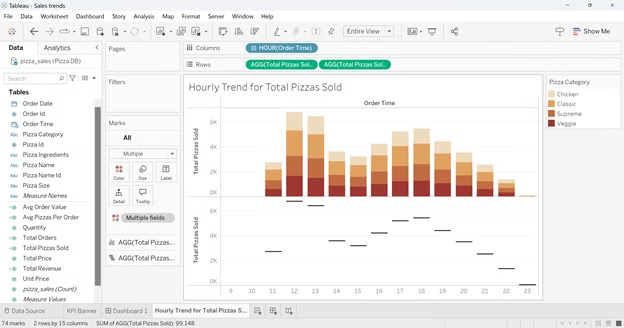 Tableau - Sales trends
File Data Worksheet Dashboard Story Analysis Map Format Server Window Help
Entire View
Show Me
Data Analytics
pizza_sales (Pizza DB)
Search
Tables
Order Date
Order Id
Order Time
Pizza Category
Pizza Id
Pizza Ingredients
Pizza Name
Pizza Name Id
Pizza Size
Measure Names
Avg Order Value
Avg Pizzas Per Order
Quantity
Total Orders
Total Pizzas Sold
Total Price
Total Revenue
Unit Price
pizza_sales (Count)
Measure Values
Pages
Filters
Marks
All
Multiple
Color Size Label
Detail Tooltip
Multiple fields
AGG(Total Pizzas...
AGG(Total Pizzas...
Columns HOUR(Order Time)
Rows AGG(Total Pizzas Sol.. AGG(Total Pizzas Sol..
Hourly Trend for Total Pizzas Sold
Order Time
Total Pizzas Sold
6K
4K
2K
0K
Total Pizzas Sold
6K
4K
2K
0K
9 10 11 12 13 14 15 16 17 18 19 20 21 22 23
Pizza Category
Chicken
Classic
Supreme
Veggie
Data Source KPI Banner Dashboard 1 Hourly Trend for Total Pizzas S...
74 marks 2 rows by 15 columns SUM of AGG(Total Pizzas Sold): 99,148